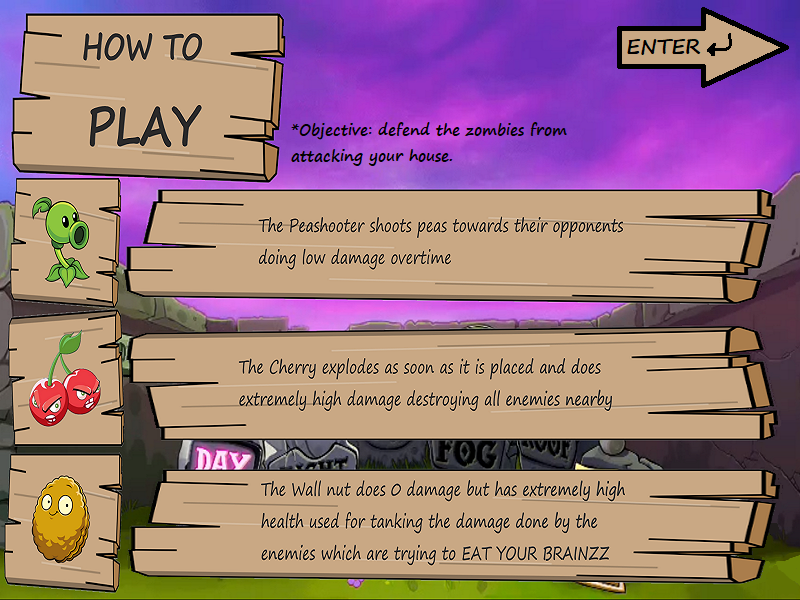 HOW TO
PLAY
ENTER
*Objective: defend the zombies from
attacking your house.
The Peashooter shoots peas towards their opponents
doing low damage overtime
The Cherry explodes as soon as it is placed and does
extremely high damage destroying all enemies nearby
DAY
NIGHT
FOG
ROOF
The Wall nut does 0 damage but has extremely high
health used for tanking the damage done by the
enemies which are trying to EAT YOUR BRAINZZ